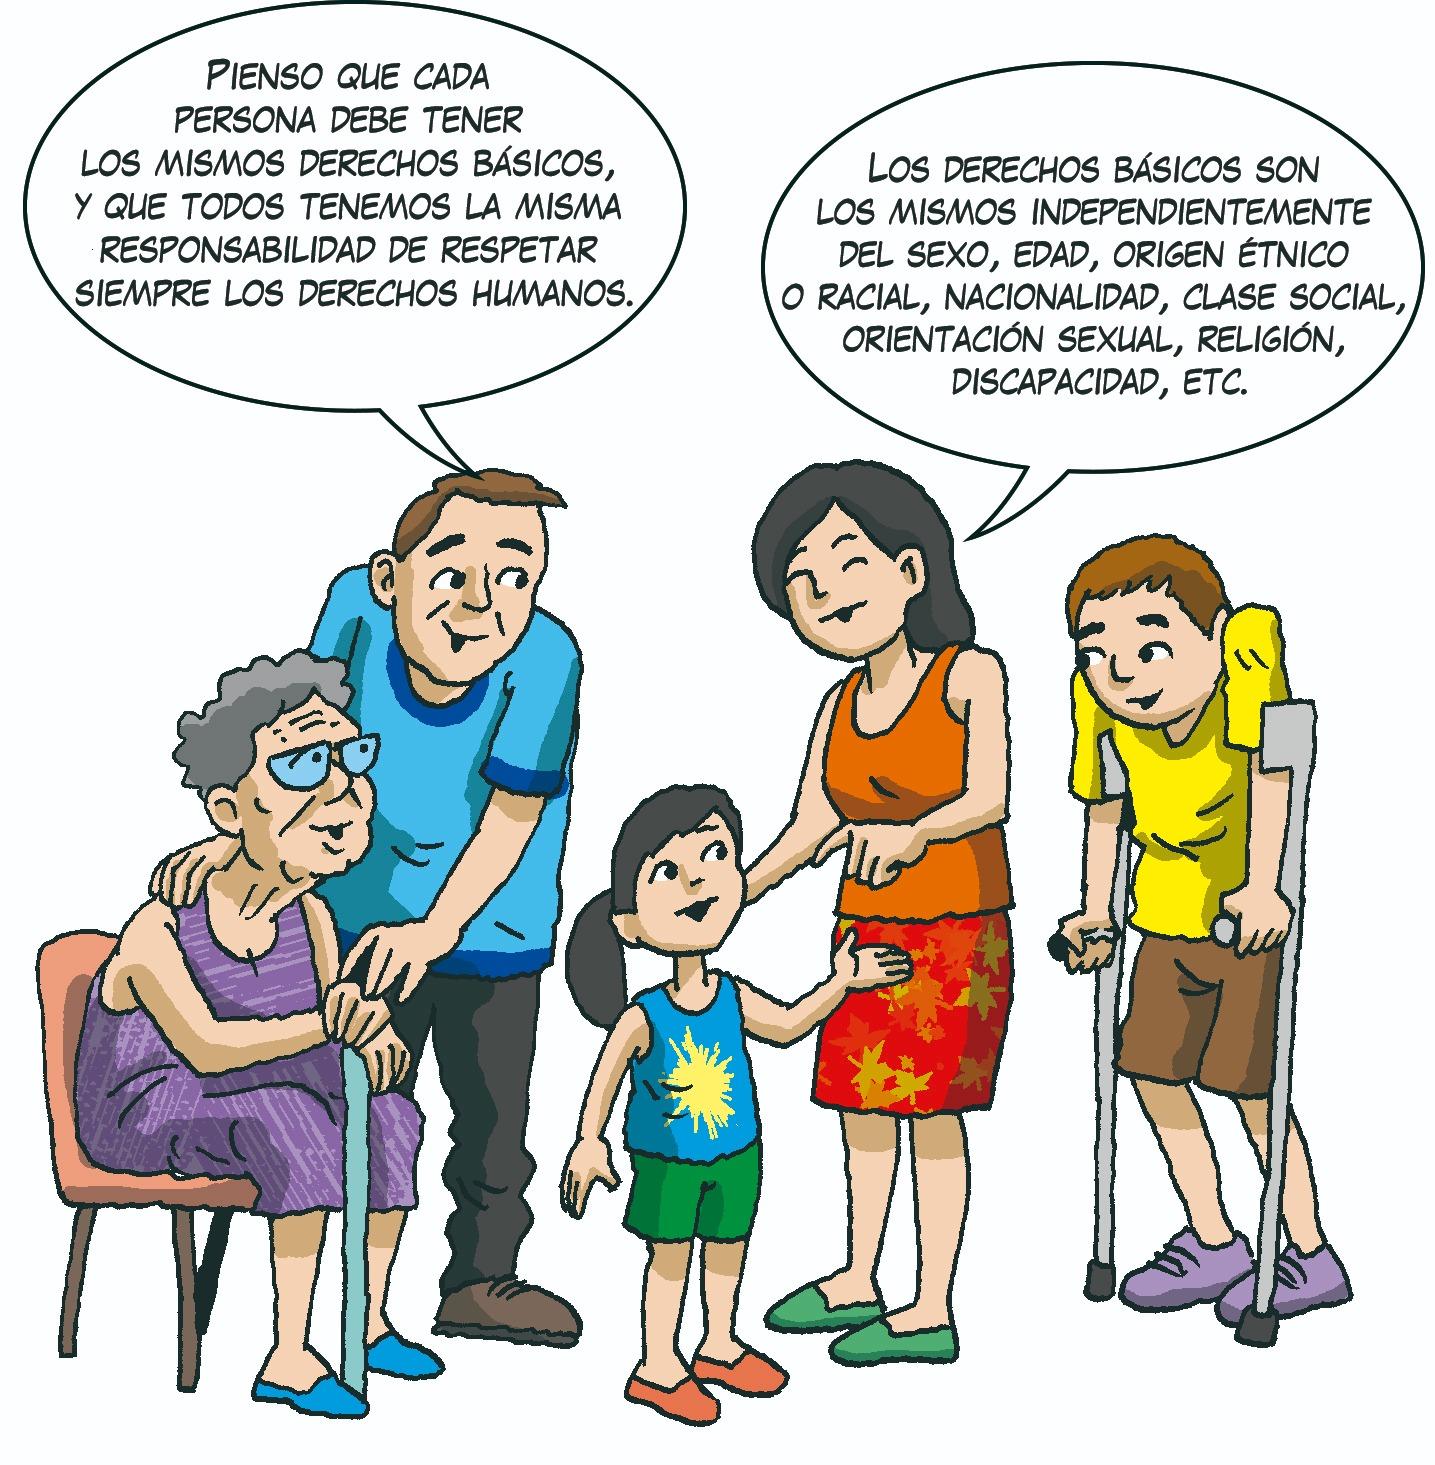 PIENSO QUE CADA
PERSONA DEBE TENER
LOS MISMOS DERECHOS BÁSICOS,
Y QUE TODOS TENEMOS LA MISMA
RESPONSABILIDAD DE RESPETAR
SIEMPRE LOS DERECHOS HUMANOS.
LOS DERECHOS BÁSICOS SON
LOS MISMOS INDEPENDIENTEMENTE
DEL SEXO, EDAD, ORIGEN ÉTNICO
O RACIAL, NACIONALIDAD, CLASE SOCIAL,
ORIENTACIÓN SEXUAL, RELIGIÓN,
DISCAPACIDAD, ETC.